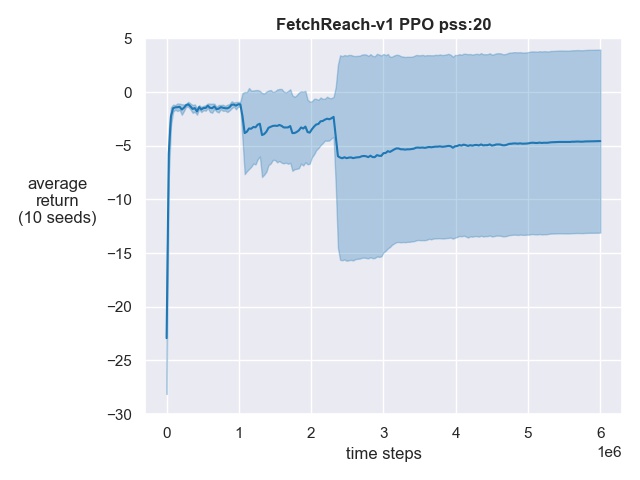 FetchReach-v1 PPO pss:20
5
0
−5
−10
−15
−20
−25
−30
average
return
(10 seeds)
0 1 2 3 4 5 6
1e6
time steps